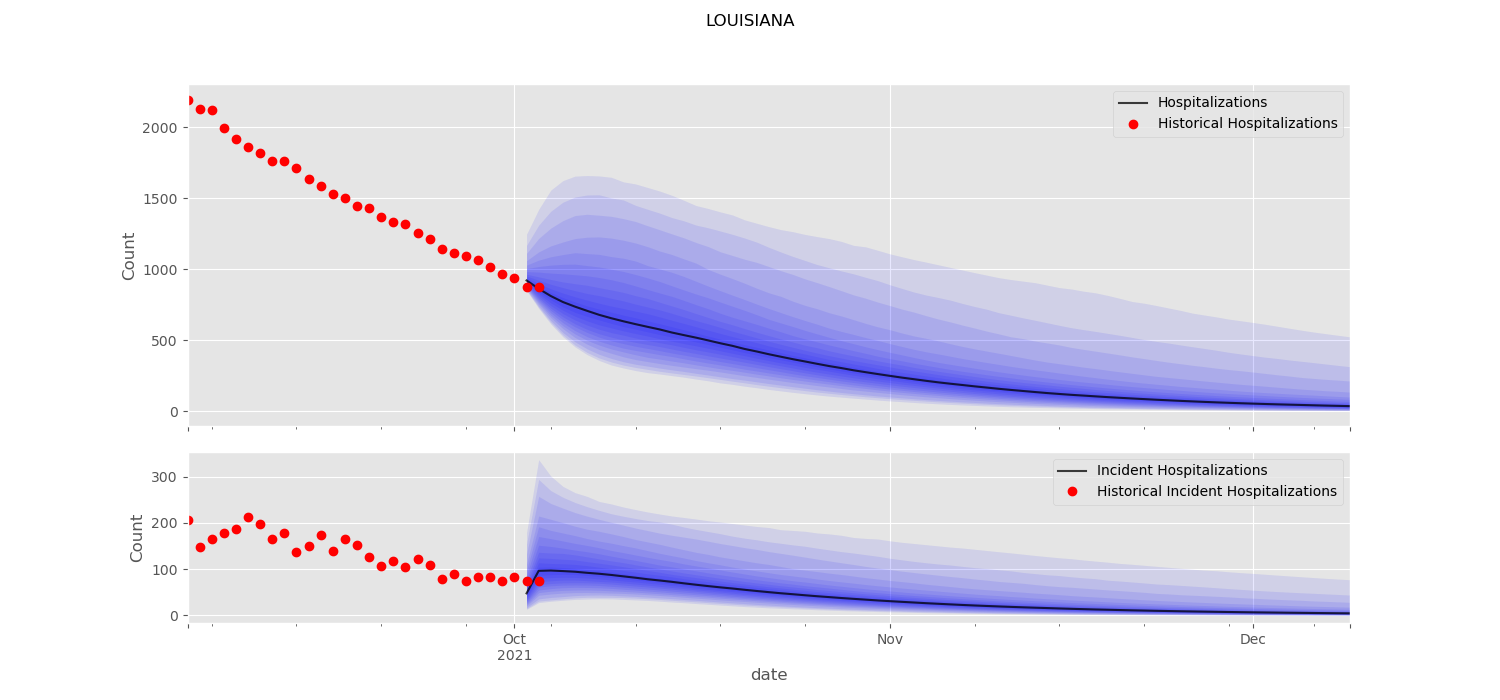 LOUISIANA
Hospitalizations
Historical Hospitalizations
2000
1500
1000
500
0
Count
Incident Hospitalizations
Historical Incident Hospitalizations
300
200
100
0
Count
Oct
2021
Nov
Dec
date